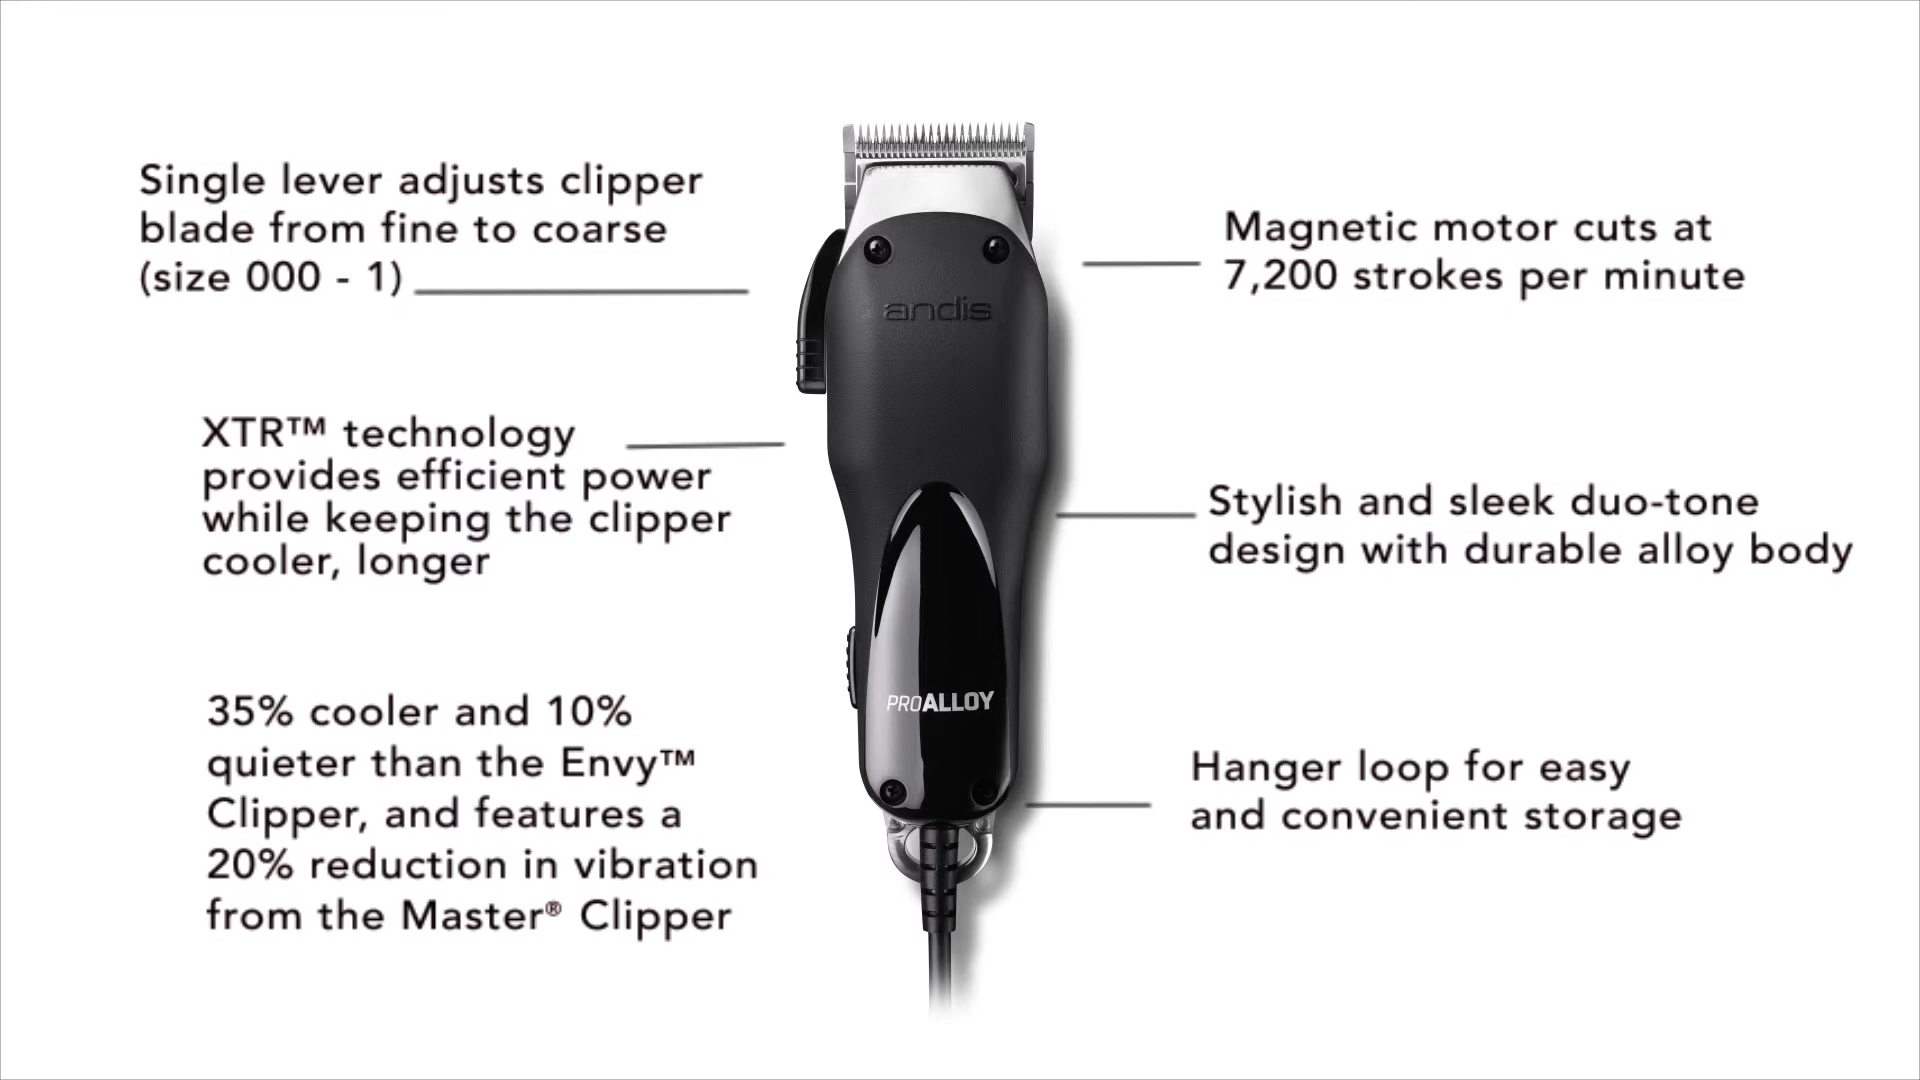 Single lever adjusts clipper
blade from fine to coarse
(size 000 - 1)
XTR™ technology
provides efficient power
while keeping the clipper
cooler, longer
35% cooler and 10%
quieter than the Envy™
Clipper, and features a
20% reduction in vibration
from the Master® Clipper
andis
PROALLOY
Magnetic motor cuts at
7,200 strokes per minute
Stylish and sleek duo-tone
design with durable alloy body
Hanger loop for easy
and convenient storage